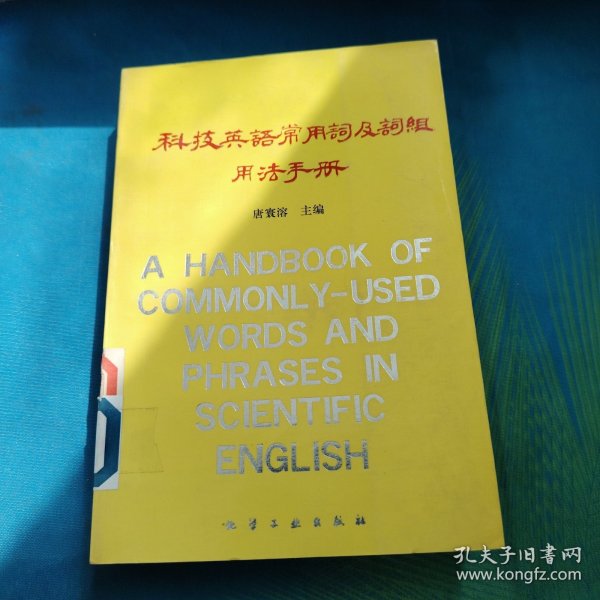 科技英語常用詞及詞組
用法手册
唐寰溶 主编
A HANDBOOK OF
COMMONLY-USED
WORDS AND
PHRASES IN
SCIENTIFIC
ENGLISH
化学工业出版社
孔夫子旧书网
www.kongfz.com